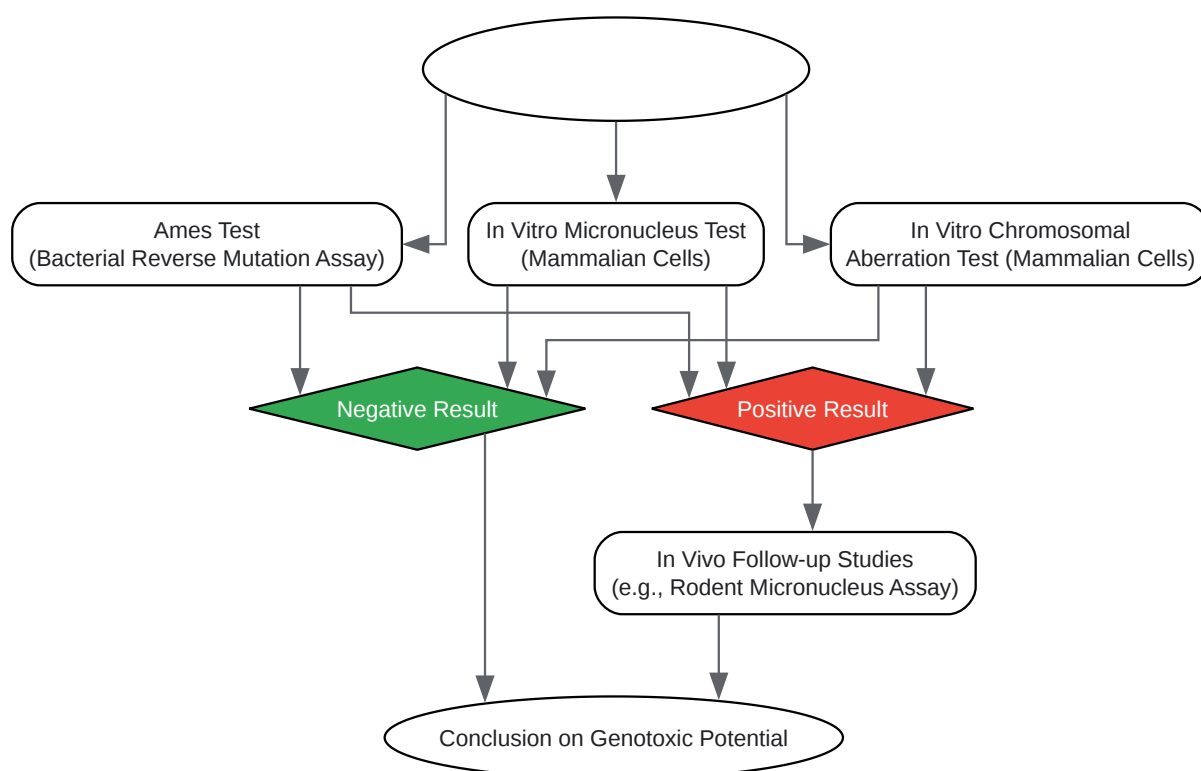 Ames Test
(Bacterial Reverse Mutation Assay)
In Vitro Micronucleus Test
(Mammalian Cells)
In Vitro Chromosomal
Aberration Test (Mammalian Cells)
Negative Result
Positive Result
In Vivo Follow-up Studies
(e.g., Rodent Micronucleus Assay)
Conclusion on Genotoxic Potential